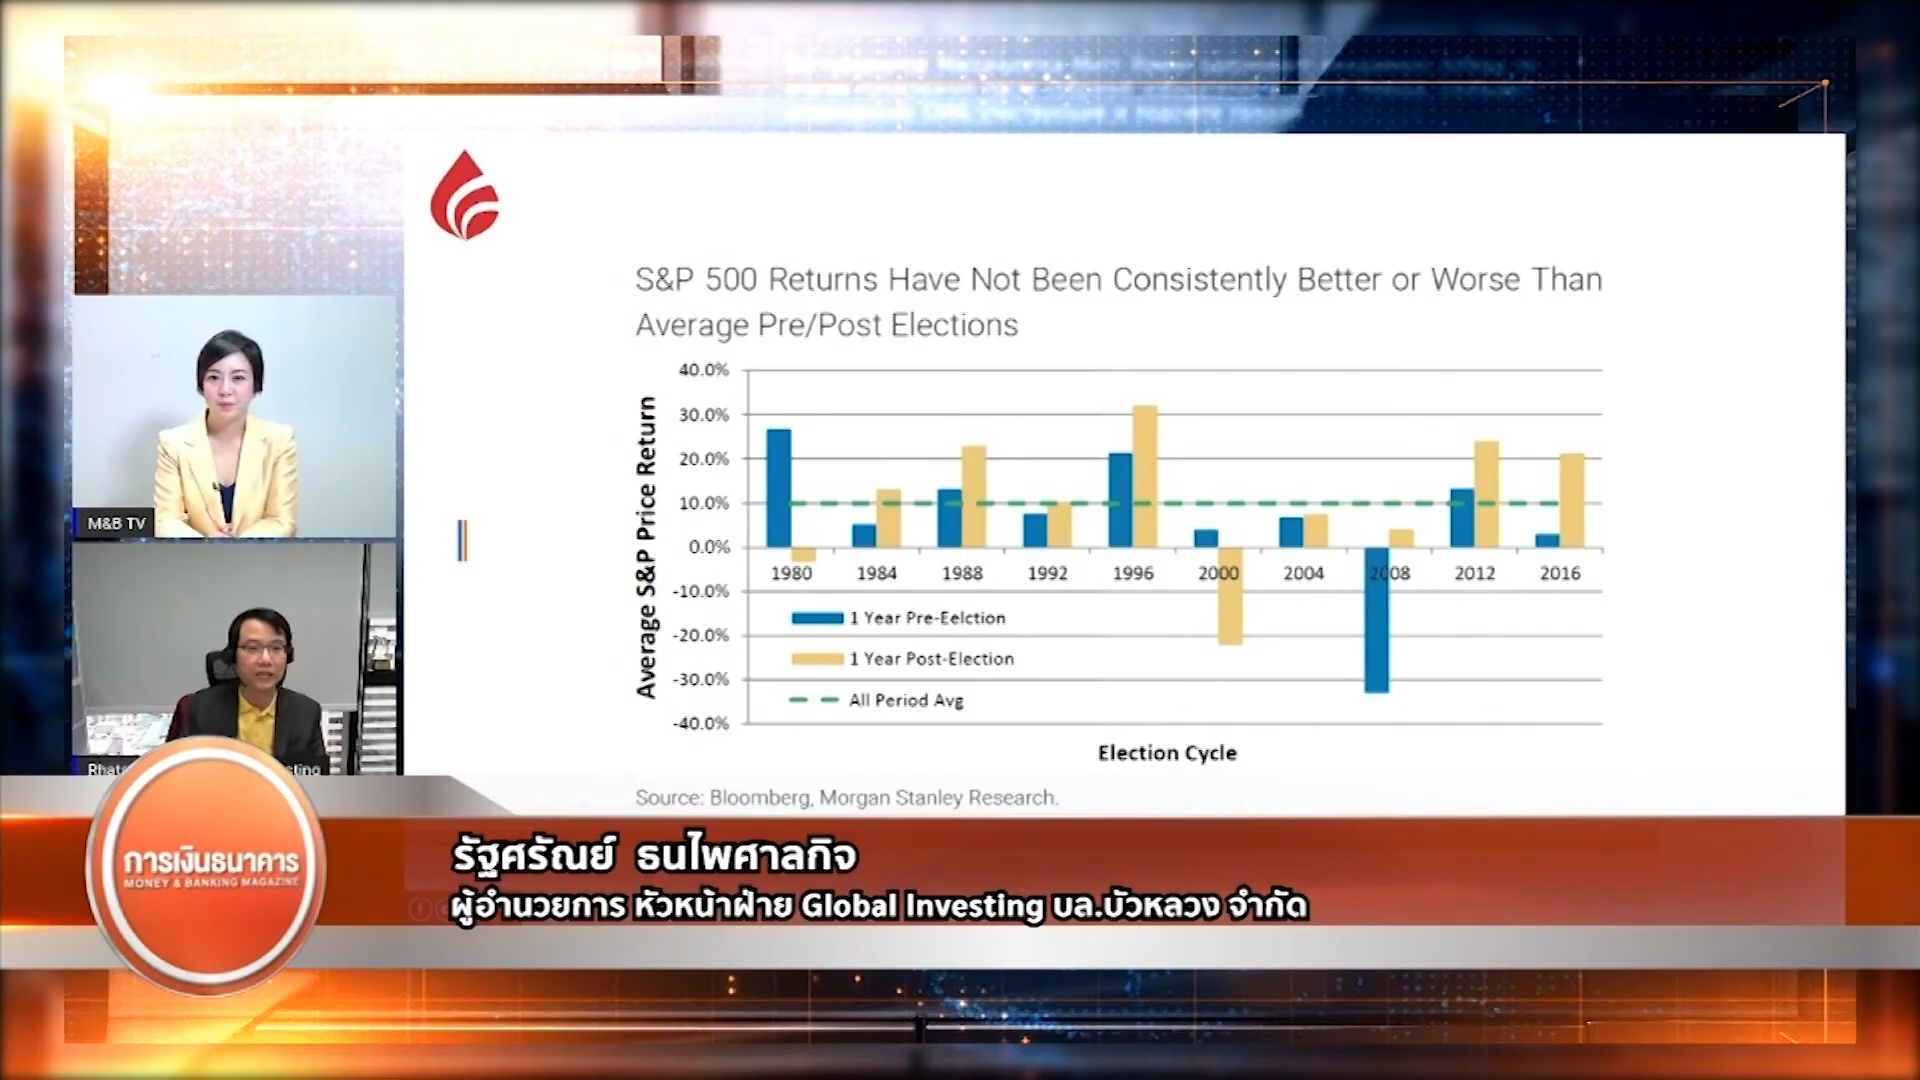 S&P 500 Returns Have Not Been Consistently Better or Worse Than
Average Pre/Post Elections
Average S&P Price Return
40.0%
30.0%
20.0%
10.0%
0.0%
-10.0%
-20.0%
-30.0%
-40.0%
1980
1984
1988
1992
1996
2000
2004
2008
2012
2016
1 Year Pre-Eelction
1 Year Post-Election
All Period Avg
Election Cycle
Source: Bloomberg, Morgan Stanley Research.
M&B TV
การเงินธนาคาร
MONEY & BANKING MAGAZINE
รัฐศรัณย์ ธนไพศาลกิจ
ผู้อำนวยการ หัวหน้าฝ่าย Global Investing บล.บัวหลวง จำกัด